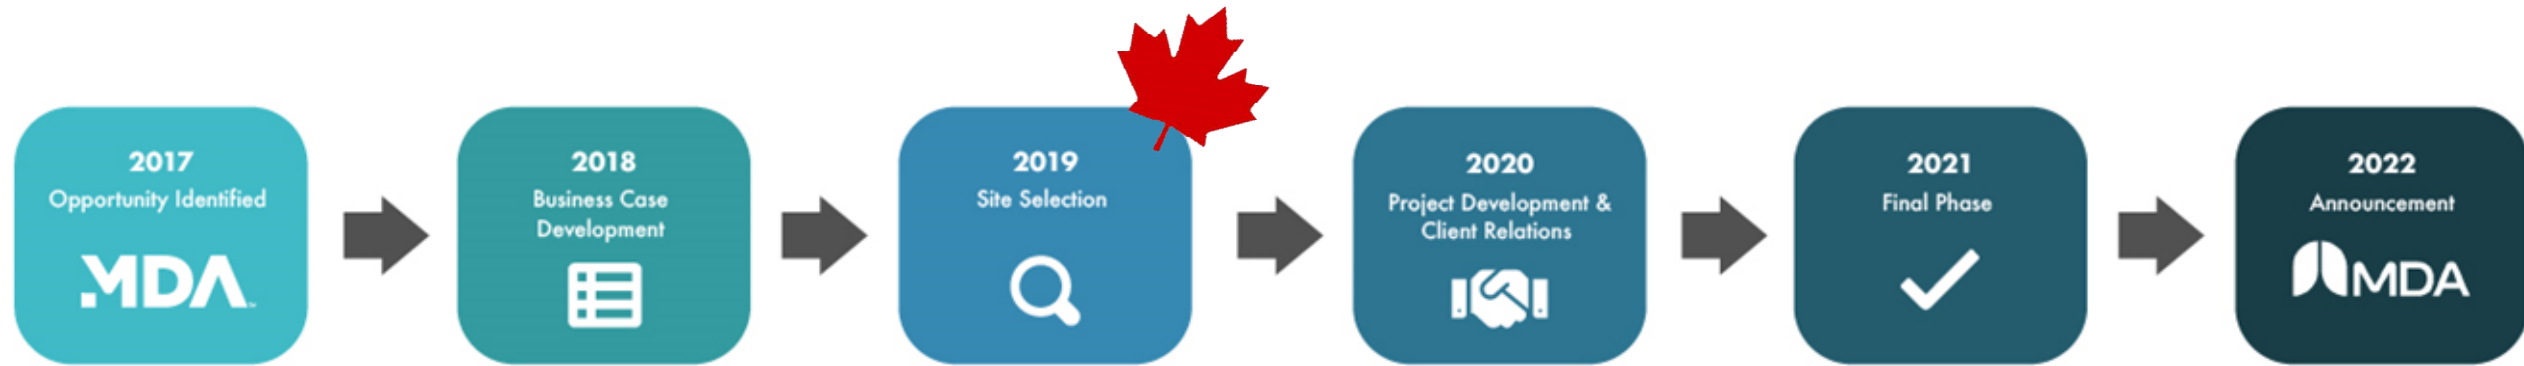 2017
Opportunity Identified
.MDA
2018
Business Case
Development
2019
Site Selection
2020
Project Development &
Client Relations
2021
Final Phase
2022
Announcement
MDA